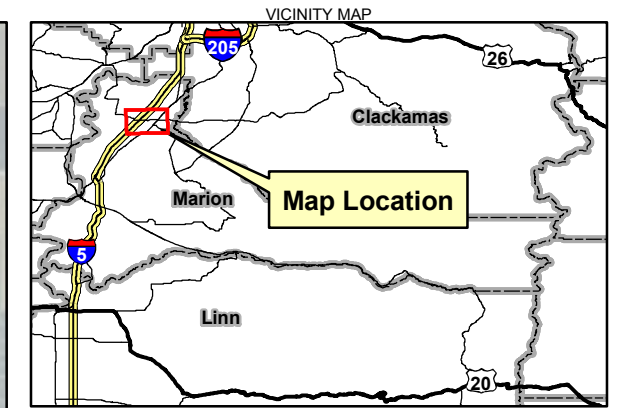 VICINITY MAP
205
26
Clackamas
Marion
Map Location
5
Linn
20